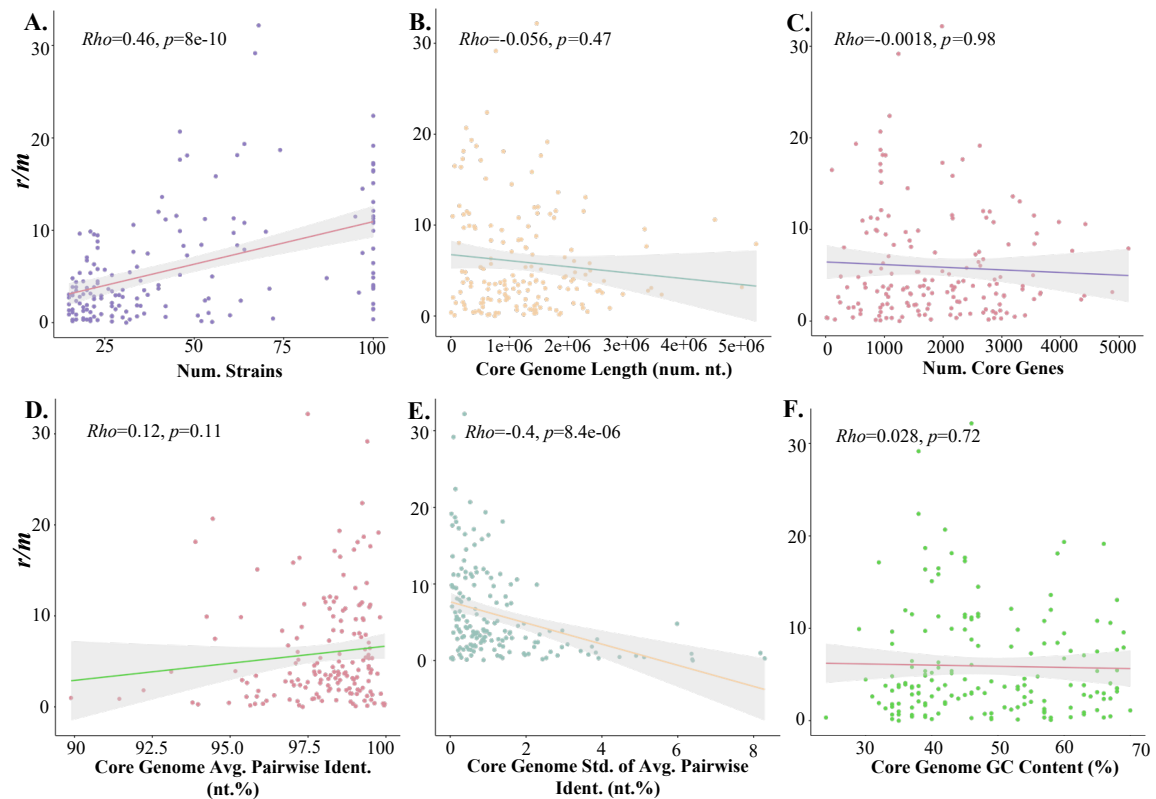 A.
Rho=0.46, p=8e-10
30
20
10
0
r/m
25
50
75
100
Num. Strains
B.
Rho=-0.056, p=0.47
30
20
10
0
0
1e+06
2e+06
3e+06
4e+06
5e+06
Core Genome Length (num. nt.)
C.
Rho=-0.0018, p=0.98
30
20
10
0
0
1000
2000
3000
4000
5000
Num. Core Genes
D.
Rho=0.12, p=0.11
30
20
10
0
r/m
90
92.5
95.0
97.5
100
Core Genome Avg. Pairwise Ident.
(nt.%)
E.
Rho=-0.4, p=8.4e-06
30
20
10
0
0
2
4
6
8
Core Genome Std. of Avg. Pairwise
Ident. (nt.%)
F.
Rho=0.028, p=0.72
30
20
10
0
30
40
50
60
70
Core Genome GC Content (%)